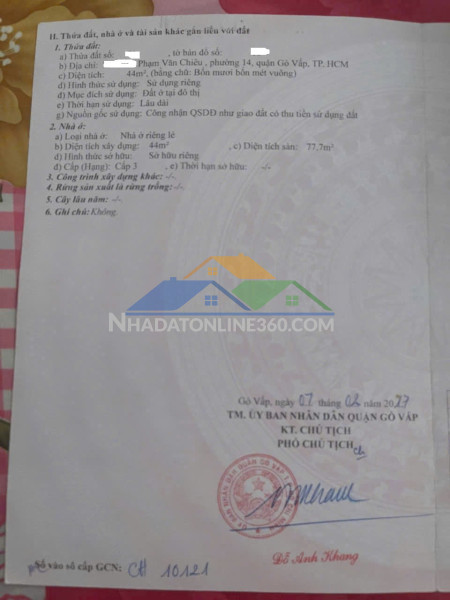 II. Thửa đất, nhà ở và tài sản khác gắn liền với đất
1. Thửa đất:
a) Thửa đất số: , tờ bản đồ số:
b) Địa chỉ: Phạm Văn Chiêu , phường 14, quận Gò Vấp, TP. HCM
c) Diện tích: 44m², (bằng chữ: Bốn mươi bốn mét vuông)
d) Hình thức sử dụng: Sử dụng riêng
đ) Mục đích sử dụng: Đất ở tại đô thị
e) Thời hạn sử dụng: Lâu dài
g) Nguồn gốc sử dụng: Công nhận QSDĐ như giao đất có thu tiền sử dụng đất
2. Nhà ở:
a) Loại nhà ở: Nhà ở riêng lẻ
b) Diện tích xây dựng: 44m² , c) Diện tích sàn: 77,7m²
d) Hình thức sở hữu: Sở hữu riêng
đ) Cấp (Hạng): Cấp 3 , e) Thời hạn sở hữu: -/-
3. Công trình xây dựng khác: -/-
4. Rừng sản xuất là rừng trồng: -/-
5. Cây lâu năm: -/-
6. Ghi chú: Không.
NHADATONLINE360.COM
Gò Vấp, ngày 07 tháng 02 năm 20
TM. ỦY BAN NHÂN DÂN QUẬN GÒ VẤP
KT. CHỦ TỊCH
PHÓ CHỦ TỊCH
Đỗ Anh Khang
Số vào sổ cấp GCN: CH 10121